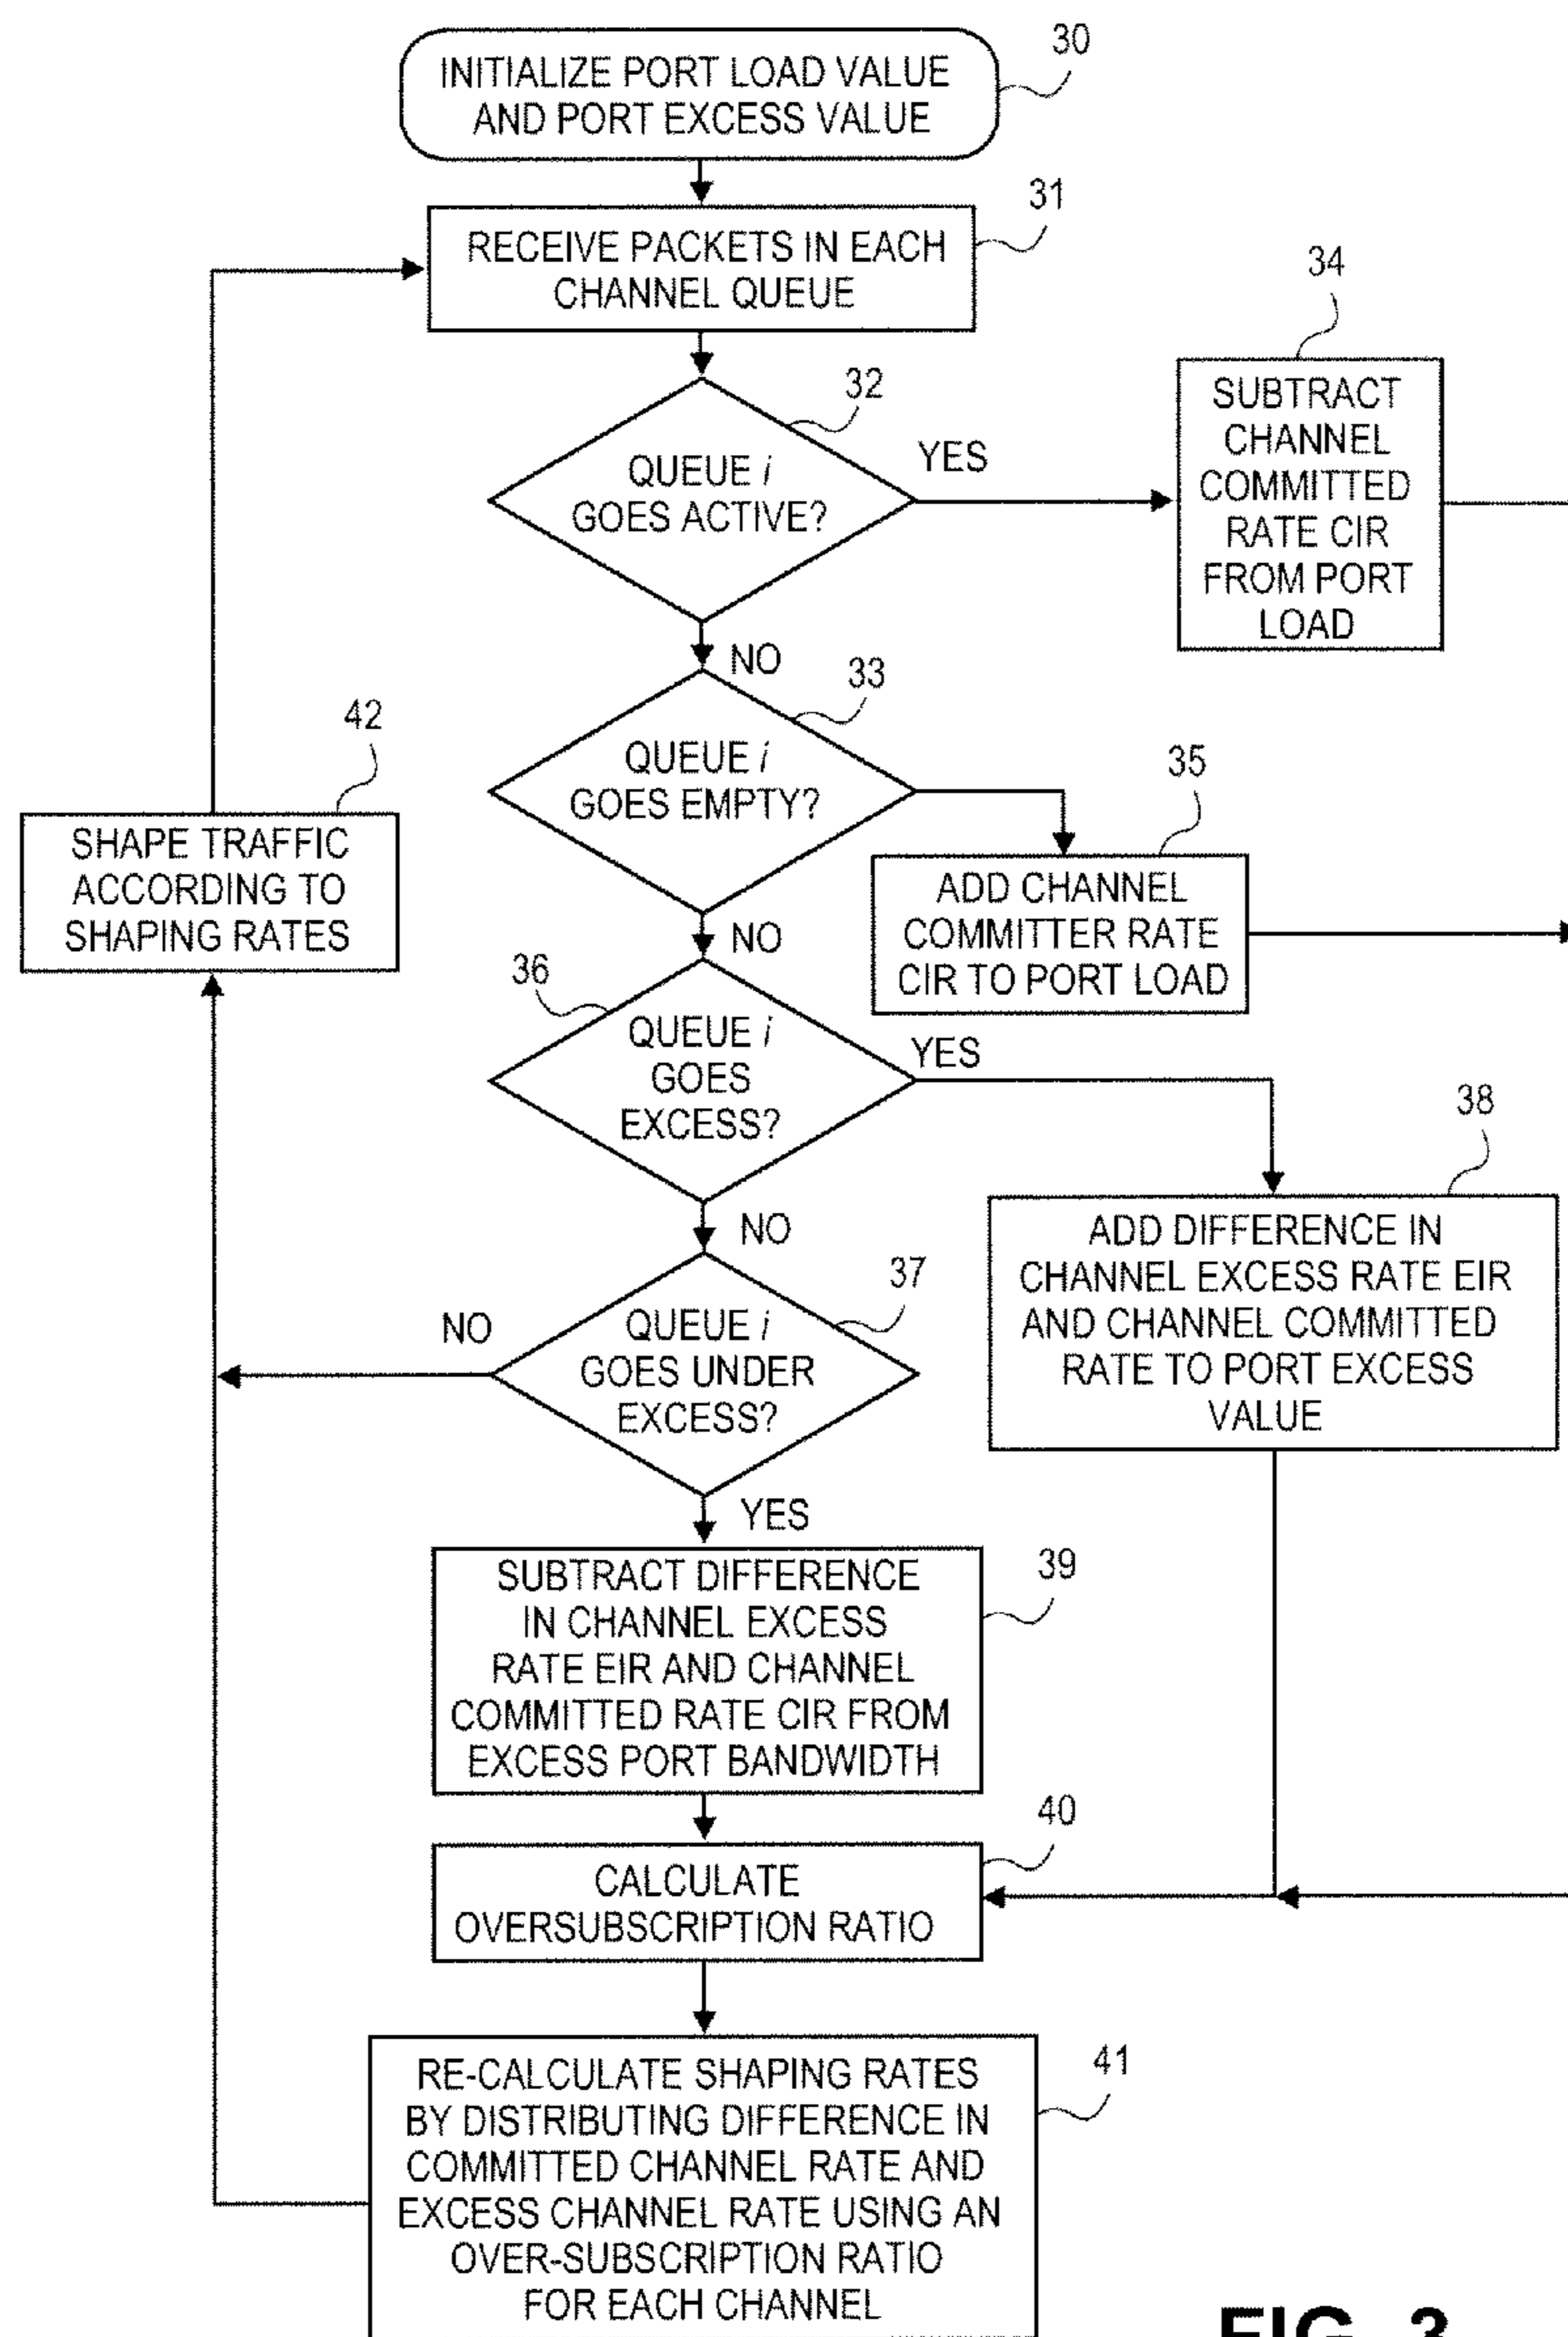 30
INITIALIZE PORT LOAD VALUE
AND PORT EXCESS VALUE
31
RECEIVE PACKETS IN EACH
CHANNEL QUEUE
32
QUEUE i
GOES ACTIVE?
YES
34
SUBTRACT
CHANNEL
COMMITTED
RATE CIR
FROM PORT
LOAD
NO
33
QUEUE i
GOES EMPTY?
35
ADD CHANNEL
COMMITTER RATE
CIR TO PORT LOAD
42
SHAPE TRAFFIC
ACCORDING TO
SHAPING RATES
NO
36
QUEUE i
GOES
EXCESS?
YES
38
ADD DIFFERENCE IN
CHANNEL EXCESS RATE EIR
AND CHANNEL COMMITTED
RATE TO PORT EXCESS
VALUE
NO
37
QUEUE i
GOES UNDER
EXCESS?
NO
YES
39
SUBTRACT DIFFERENCE
IN CHANNEL EXCESS
RATE EIR AND CHANNEL
COMMITTED RATE CIR FROM
EXCESS PORT BANDWIDTH
40
CALCULATE
OVERSUBSCRIPTION RATIO
41
RE-CALCULATE SHAPING RATES
BY DISTRIBUTING DIFFERENCE IN
COMMITTED CHANNEL RATE AND
EXCESS CHANNEL RATE USING AN
OVER-SUBSCRIPTION RATIO
FOR EACH CHANNEL
FIG. 3